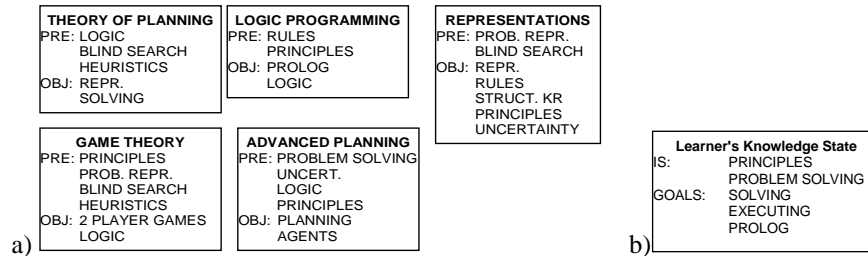 THEORY OF PLANNING
PRE: LOGIC
BLIND SEARCH
HEURISTICS
OBJ: REPR.
SOLVING
LOGIC PROGRAMMING
PRE: RULES
PRINCIPLES
OBJ: PROLOG
LOGIC
REPRESENTATIONS
PRE: PROB. REPR.
BLIND SEARCH
OBJ: REPR.
RULES
STRUCT. KR
PRINCIPLES
UNCERTAINTY
GAME THEORY
PRE: PRINCIPLES
PROB. REPR.
BLIND SEARCH
HEURISTICS
OBJ: 2 PLAYER GAMES
LOGIC
ADVANCED PLANNING
PRE: PROBLEM SOLVING
UNCERT.
LOGIC
PRINCIPLES
OBJ: PLANNING
AGENTS
a)
Learner's Knowledge State
IS: PRINCIPLES
PROBLEM SOLVING
GOALS: SOLVING
EXECUTING
PROLOG
b)